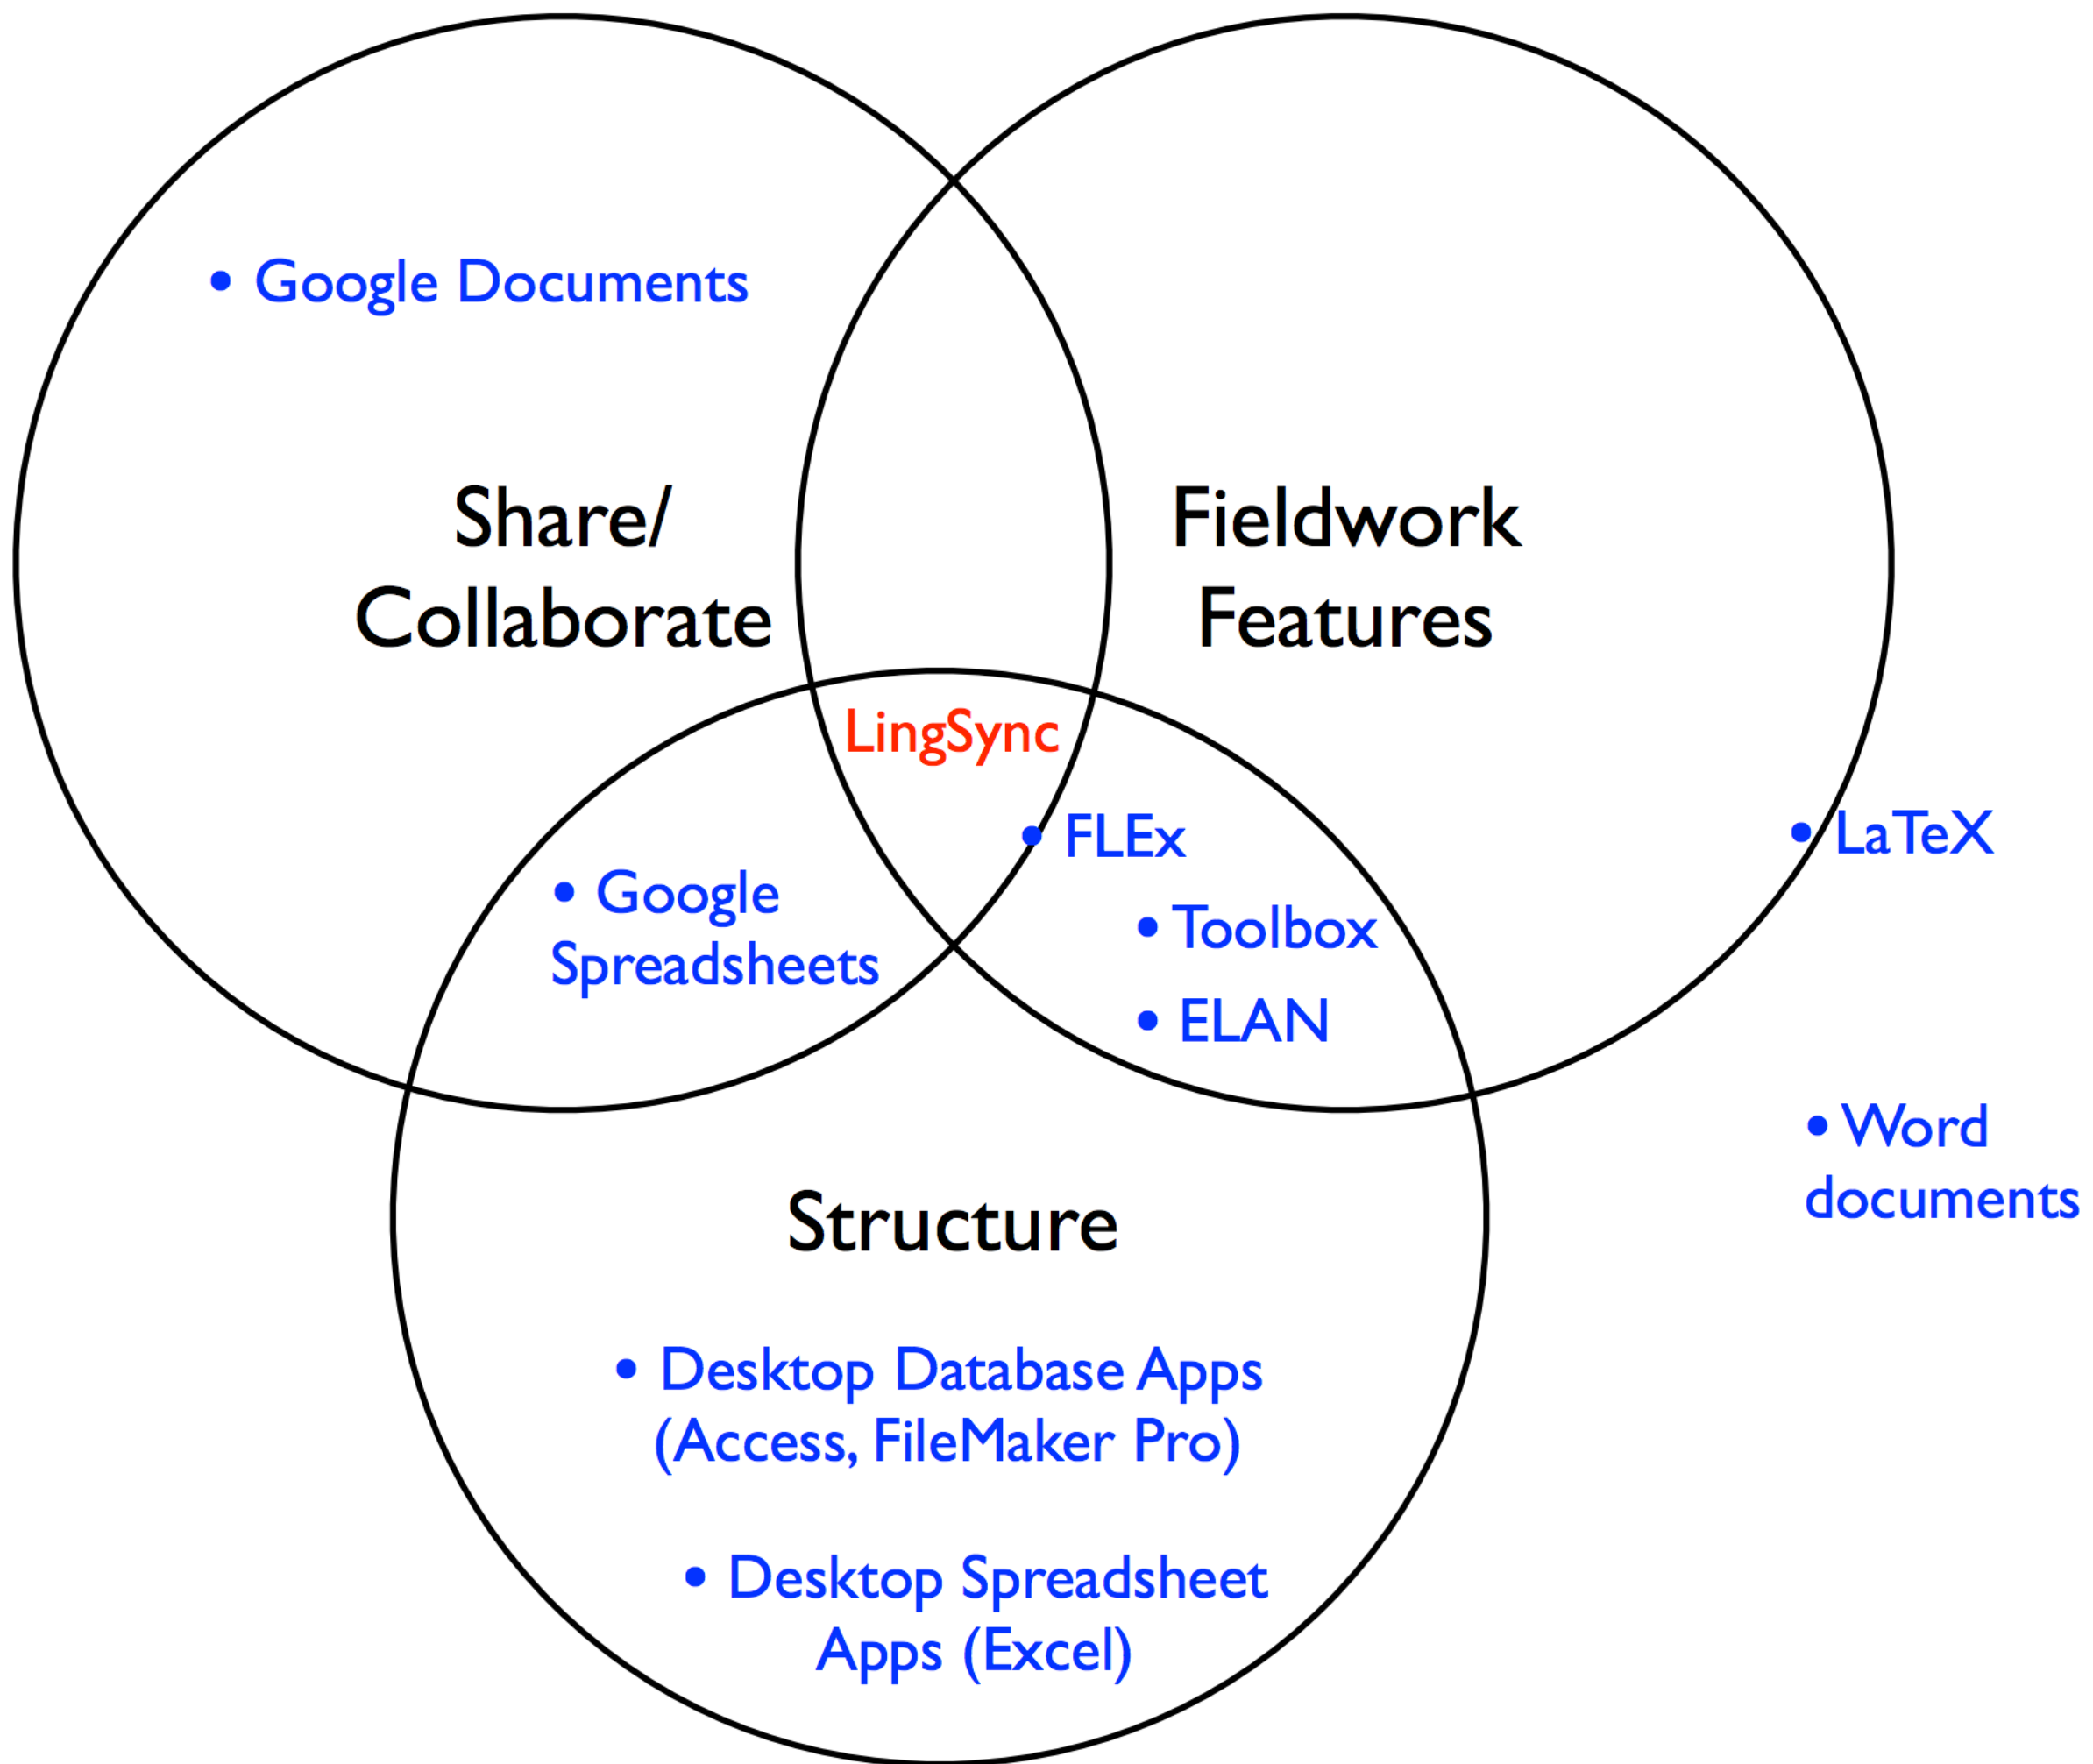 • Google Documents
Share/
Collaborate
Fieldwork
Features
LingSync
• FLEx
• LaTeX
• Google
Spreadsheets
• Toolbox
• ELAN
• Word
documents
Structure
• Desktop Database Apps
(Access, FileMaker Pro)
• Desktop Spreadsheet
Apps (Excel)